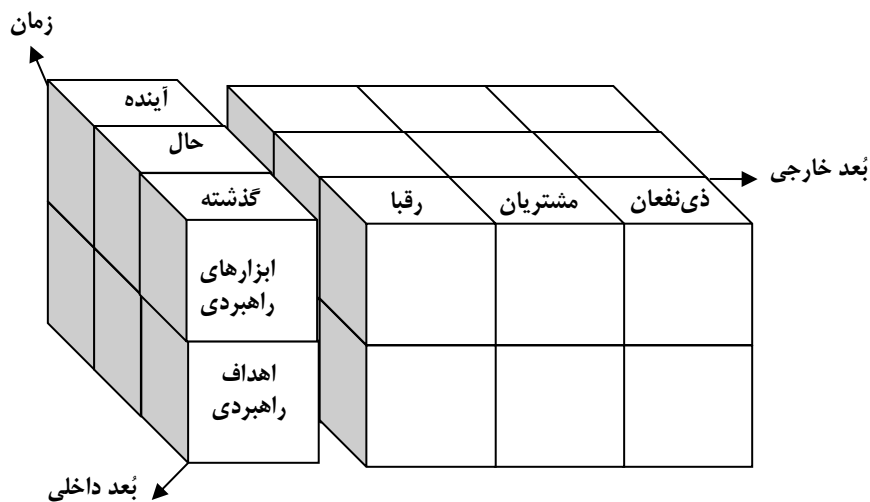 زمان
آینده
حال
گذشته
رقبا
مشتریان
ذی‌نفعان
بُعد خارجی
ابزارهای
راهبردی
اهداف
راهبردی
بُعد داخلی